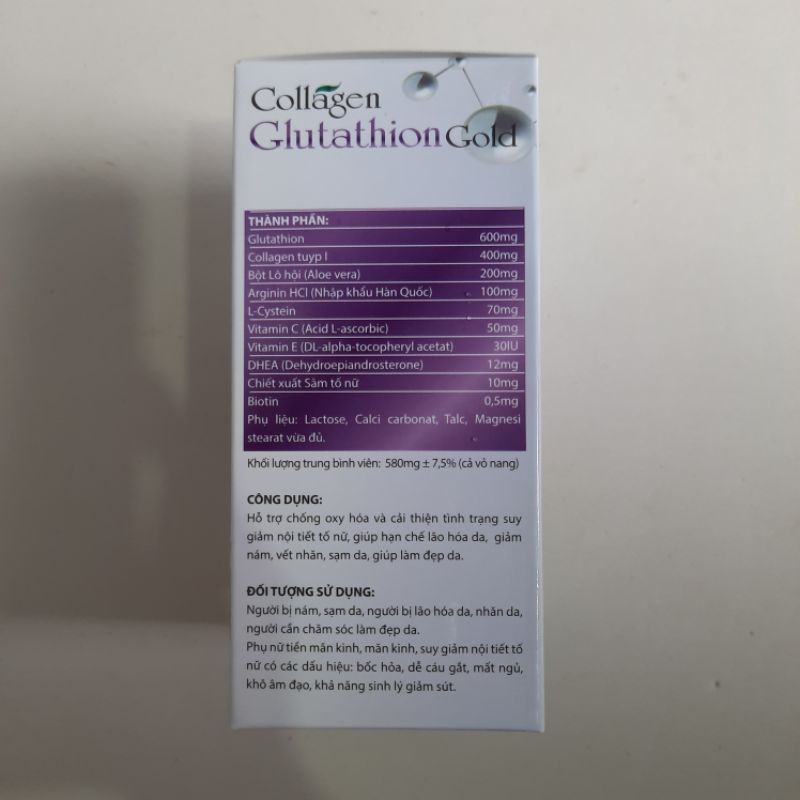 Collagen
Glutathion Gold
THÀNH PHẦN:
Glutathion 600mg
Collagen tuyp I 400mg
Bột Lô hội (Aloe vera) 200mg
Arginin HCl (Nhập khẩu Hàn Quốc) 100mg
L-Cystein 70mg
Vitamin C (Acid L-ascorbic) 50mg
Vitamin E (DL-alpha-tocopheryl acetat) 30IU
DHEA (Dehydroepiandrosterone) 12mg
Chiết xuất Sâm tố nữ 10mg
Biotin 0,5mg
Phụ liệu: Lactose, Calci carbonat, Talc, Magnesi
stearat vừa đủ.
Khối lượng trung bình viên: 580mg ± 7,5% (cả vỏ nang)
CÔNG DỤNG:
Hỗ trợ chống oxy hóa và cải thiện tình trạng suy
giảm nội tiết tố nữ, giúp hạn chế lão hóa da, giảm
nám, vết nhăn, sạm da, giúp làm đẹp da.
ĐỐI TƯỢNG SỬ DỤNG:
Người bị nám, sạm da, người bị lão hóa da, nhăn da,
người cần chăm sóc làm đẹp da.
Phụ nữ tiền mãn kinh, mãn kinh, suy giảm nội tiết tố
nữ có các dấu hiệu: bốc hỏa, dễ cáu gắt, mất ngủ,
khô âm đạo, khả năng sinh lý giảm sút.